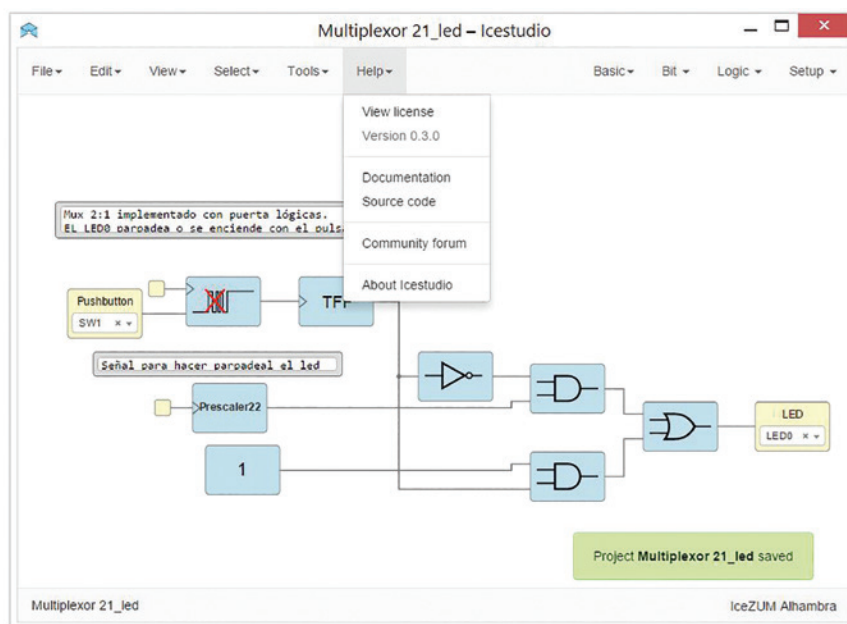 Multiplexor 21_led – Icestudio
File Edit View Select Tools Help Basic Bit Logic Setup
View license
Version 0.3.0
Documentation
Source code
Community forum
About Icestudio
Mux 2:1 implementado con puerta lógicas.
EL LED0 parpadea o se enciende con el puls
Pushbutton
SW1
TFF
Señal para hacer parpadeal el led
Prescaler22
1
LED
LED0
Project Multiplexor 21_led saved
Multiplexor 21_led
IceZUM Alhambra